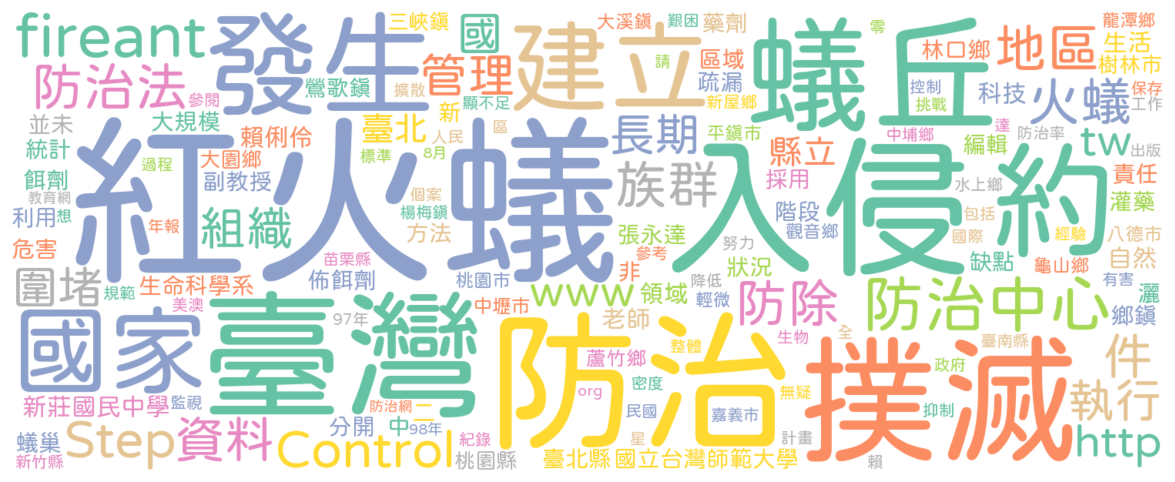 fireant
發生
三峽鎮
國
建立
大溪鎮
艱困
藥劑
蟻丘
零
林口鄉
地區
龍潭鄉
生活
樹林市
防治法
參閱
鶯歌鎮
擴散
管理
顯不足
請
區域
疏漏
新屋鄉
控制
挑戰
科技
火蟻
保存
工作
並未
大規模
新
人民
區
長期
平鎮市
中埔鄉
達
防治率
tw
出版
統計
過程
賴俐伶
臺北
標準
8月
紅火蟻
縣立
編輯
責任
餌劑
大園鄉
副教授
族群
採用
入侵
約
水上鄉
灌藥
教育網
利用
想
年報
組織
個案
楊梅鎮
方法
階段
觀音鄉
包括
國際
經驗
八德市
危害
張永達
努力
自然
苗栗縣
非
參考
狀況
缺點
龜山鄉
有害
圍堵
規範
生命科學系
美澳
佈餌劑
桃園市
中壢市
www
領域
降低
輕微
防除
防治中心
灑
鄉鎮
國家
臺灣
97年
防治
老師
生物
全
撲滅
臺南縣
件
蘆竹鄉
整體
政府
新莊國民中學
監視
防治網
一
org
密度
無疑
抑制
執行
蟻巢
新竹縣
Step
資料
分開
中
98年
Control
紀錄
桃園縣
民國
嘉義市
星
計畫
臺北縣
國立台灣師範大學
賴
http